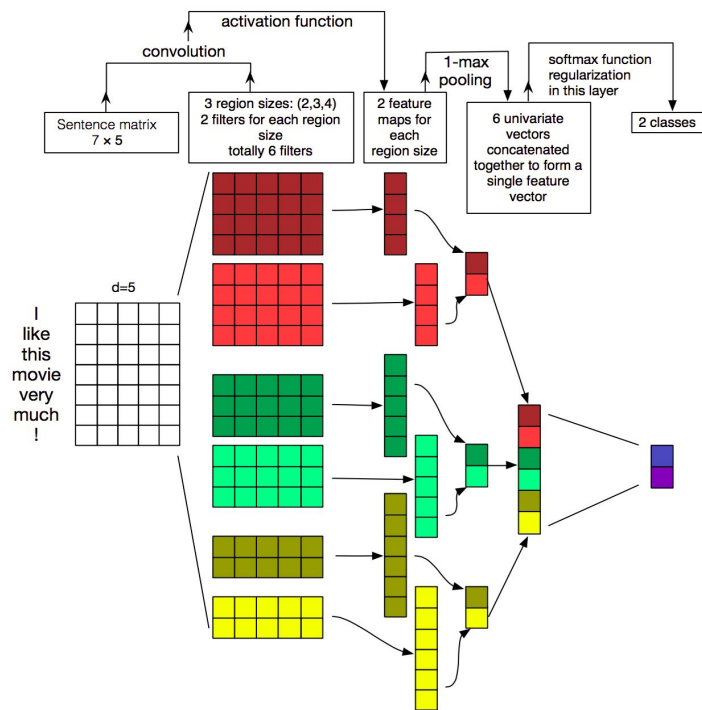 activation function
convolution
1-max
pooling
softmax function
regularization
in this layer
Sentence matrix
7 × 5
3 region sizes: (2,3,4)
2 filters for each region
size
totally 6 filters
2 feature
maps for
each
region size
6 univariate
vectors
concatenated
together to form a
single feature
vector
2 classes
d=5
I
like
this
movie
very
much
!